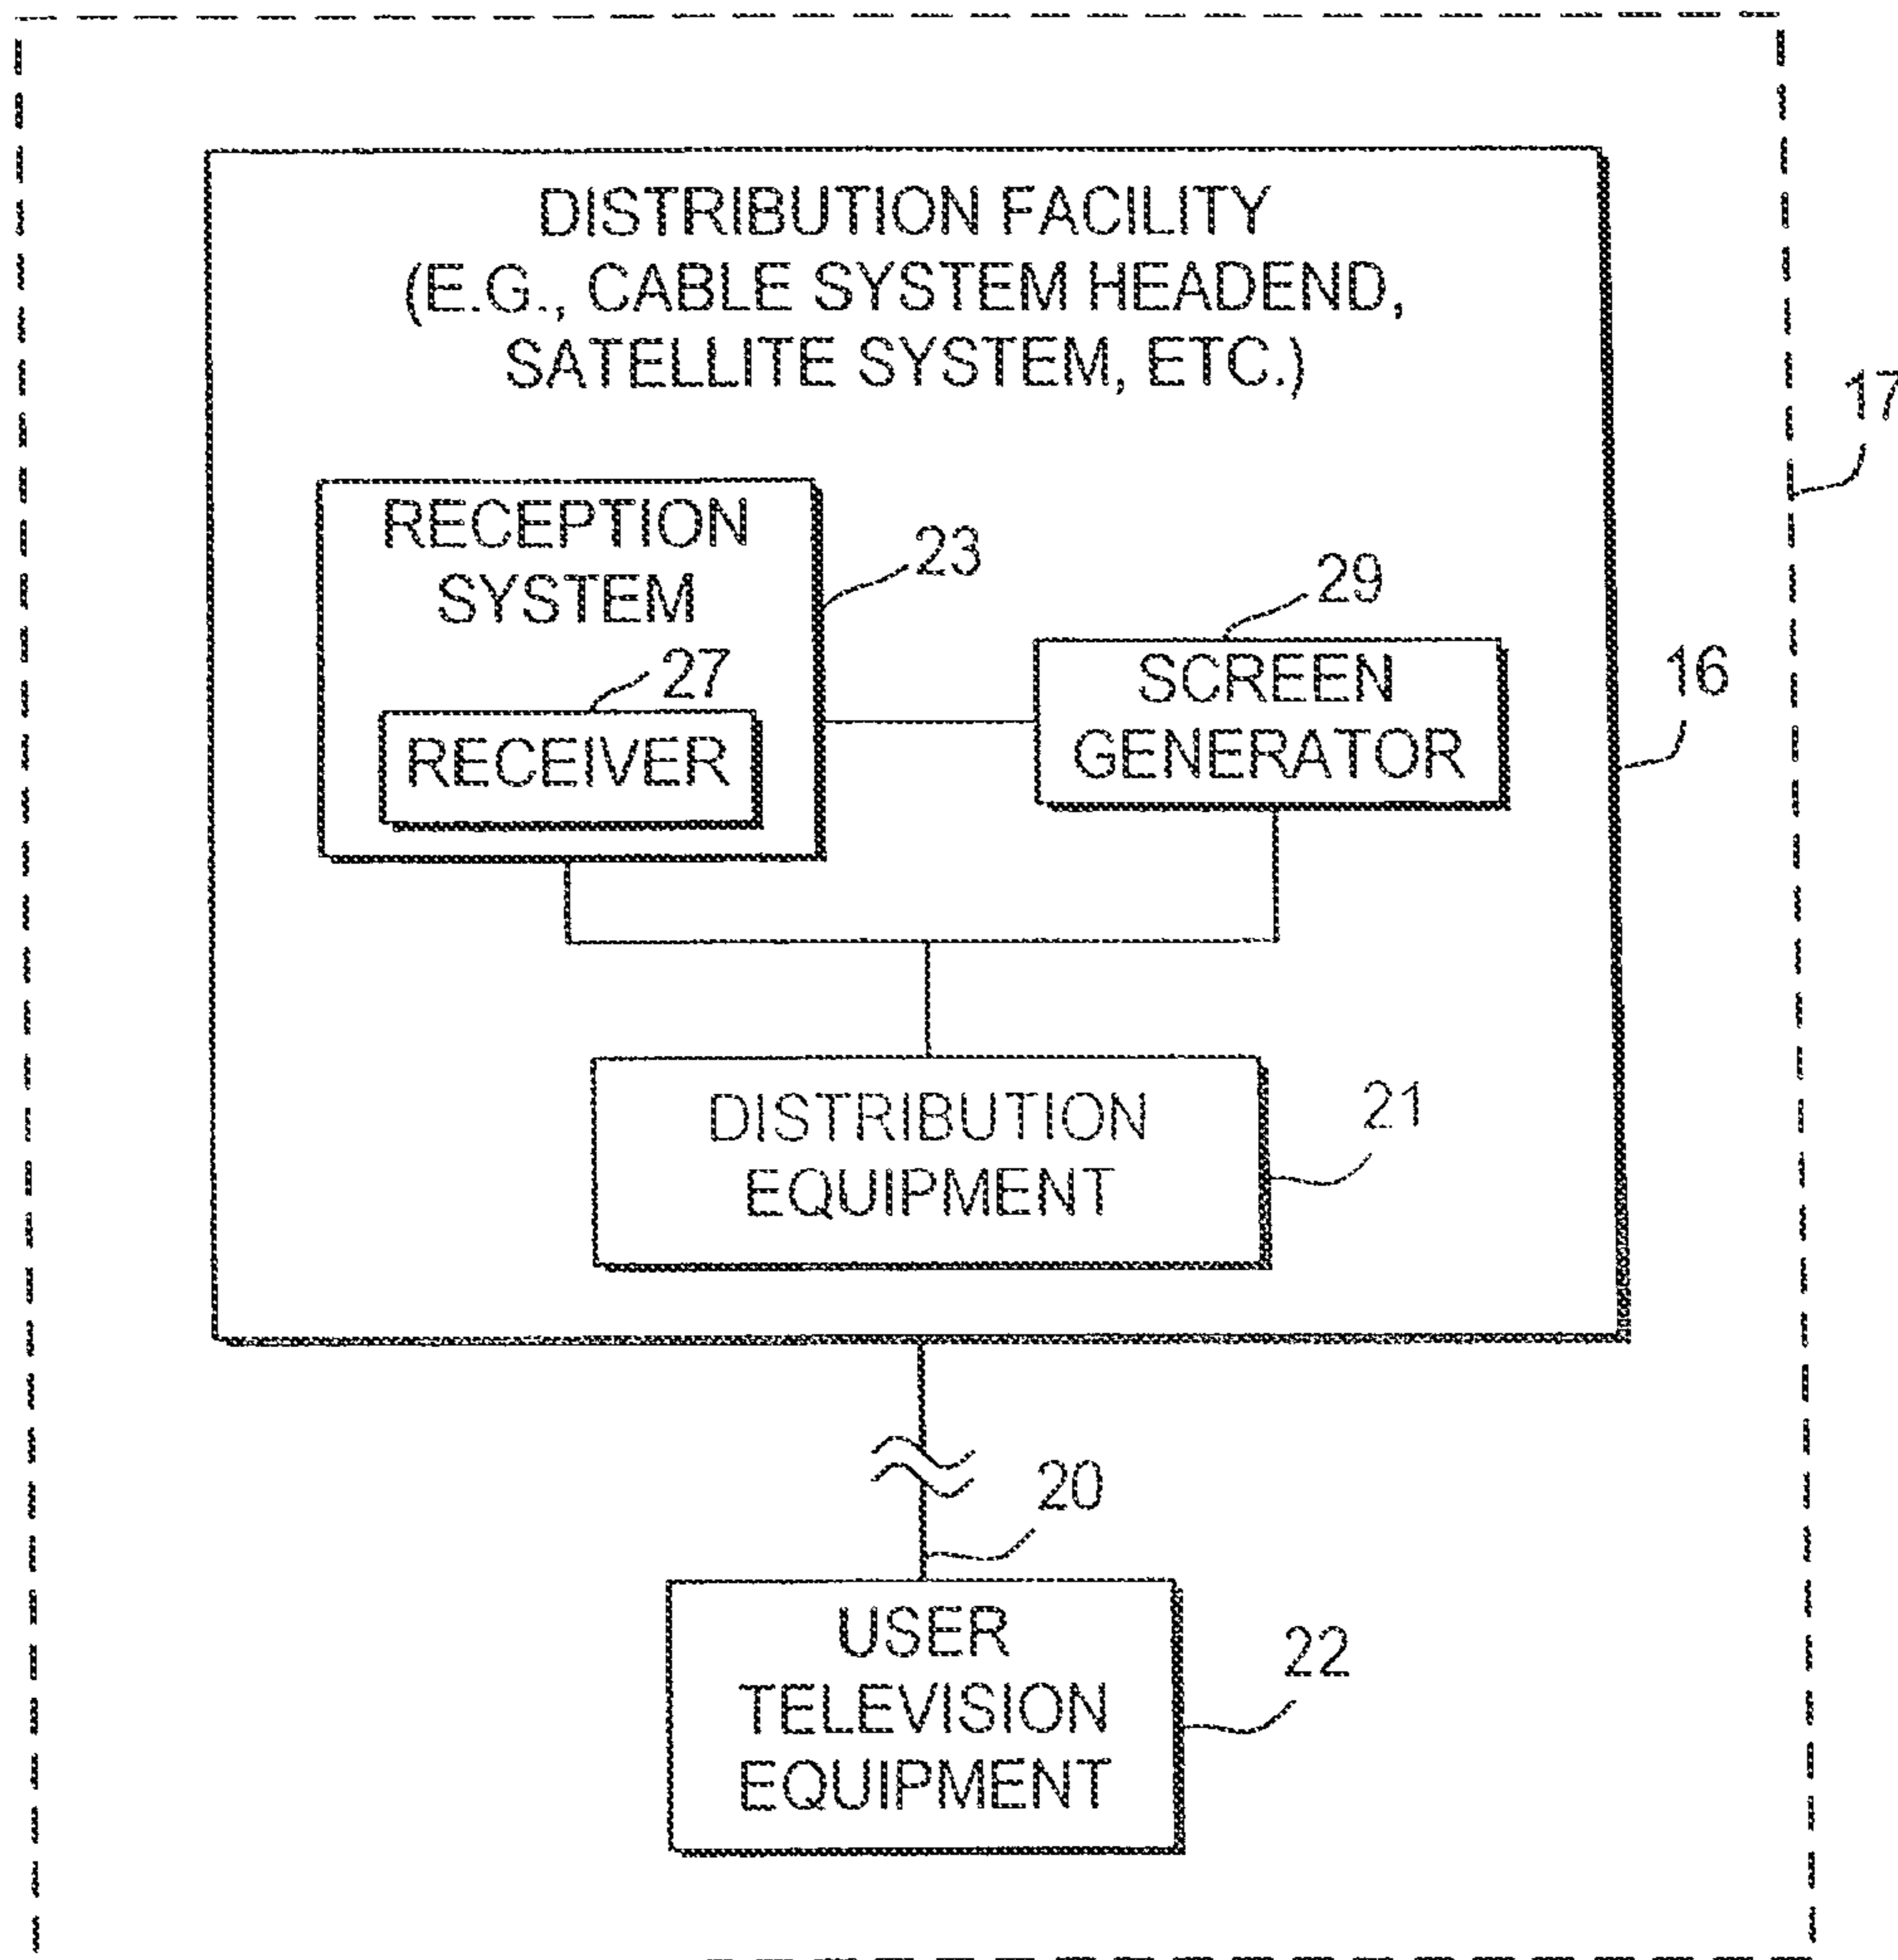 DISTRIBUTION FACILITY
(E.G., CABLE SYSTEM HEADEND,
SATELLITE SYSTEM, ETC.)
17
RECEPTION
SYSTEM
23
29
27
RECEIVER
SCREEN
GENERATOR
16
DISTRIBUTION
EQUIPMENT
21
20
USER
TELEVISION
EQUIPMENT
22